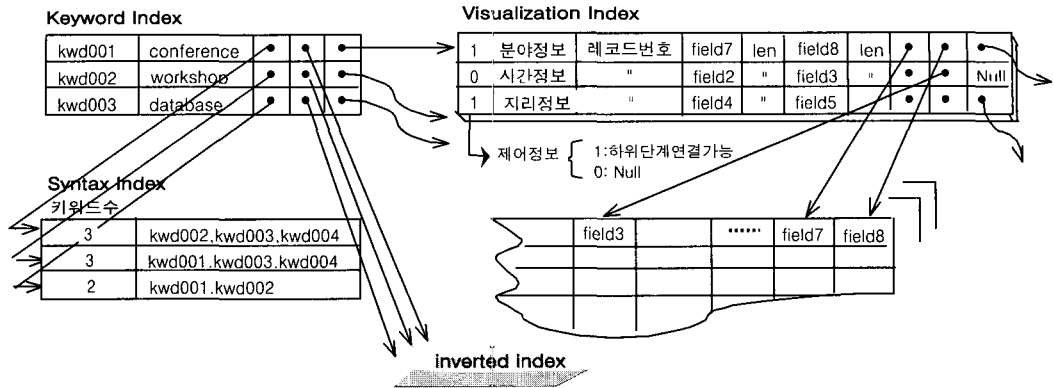 Keyword Index
kwd001 conference
kwd002 workshop
kwd003 database
Visualization Index
1 분야정보 레코드번호 field7 len field8 len
0 시간정보 " field2 " field3 " Null
1 지리정보 " field4 " field5
제어정보 { 1:하위단계연결가능
0: Null
Syntax Index
키워드수
3 kwd002,kwd003,kwd004
3 kwd001.kwd003.kwd004
2 kwd001.kwd002
field3 ...... field7 field8
inverted index